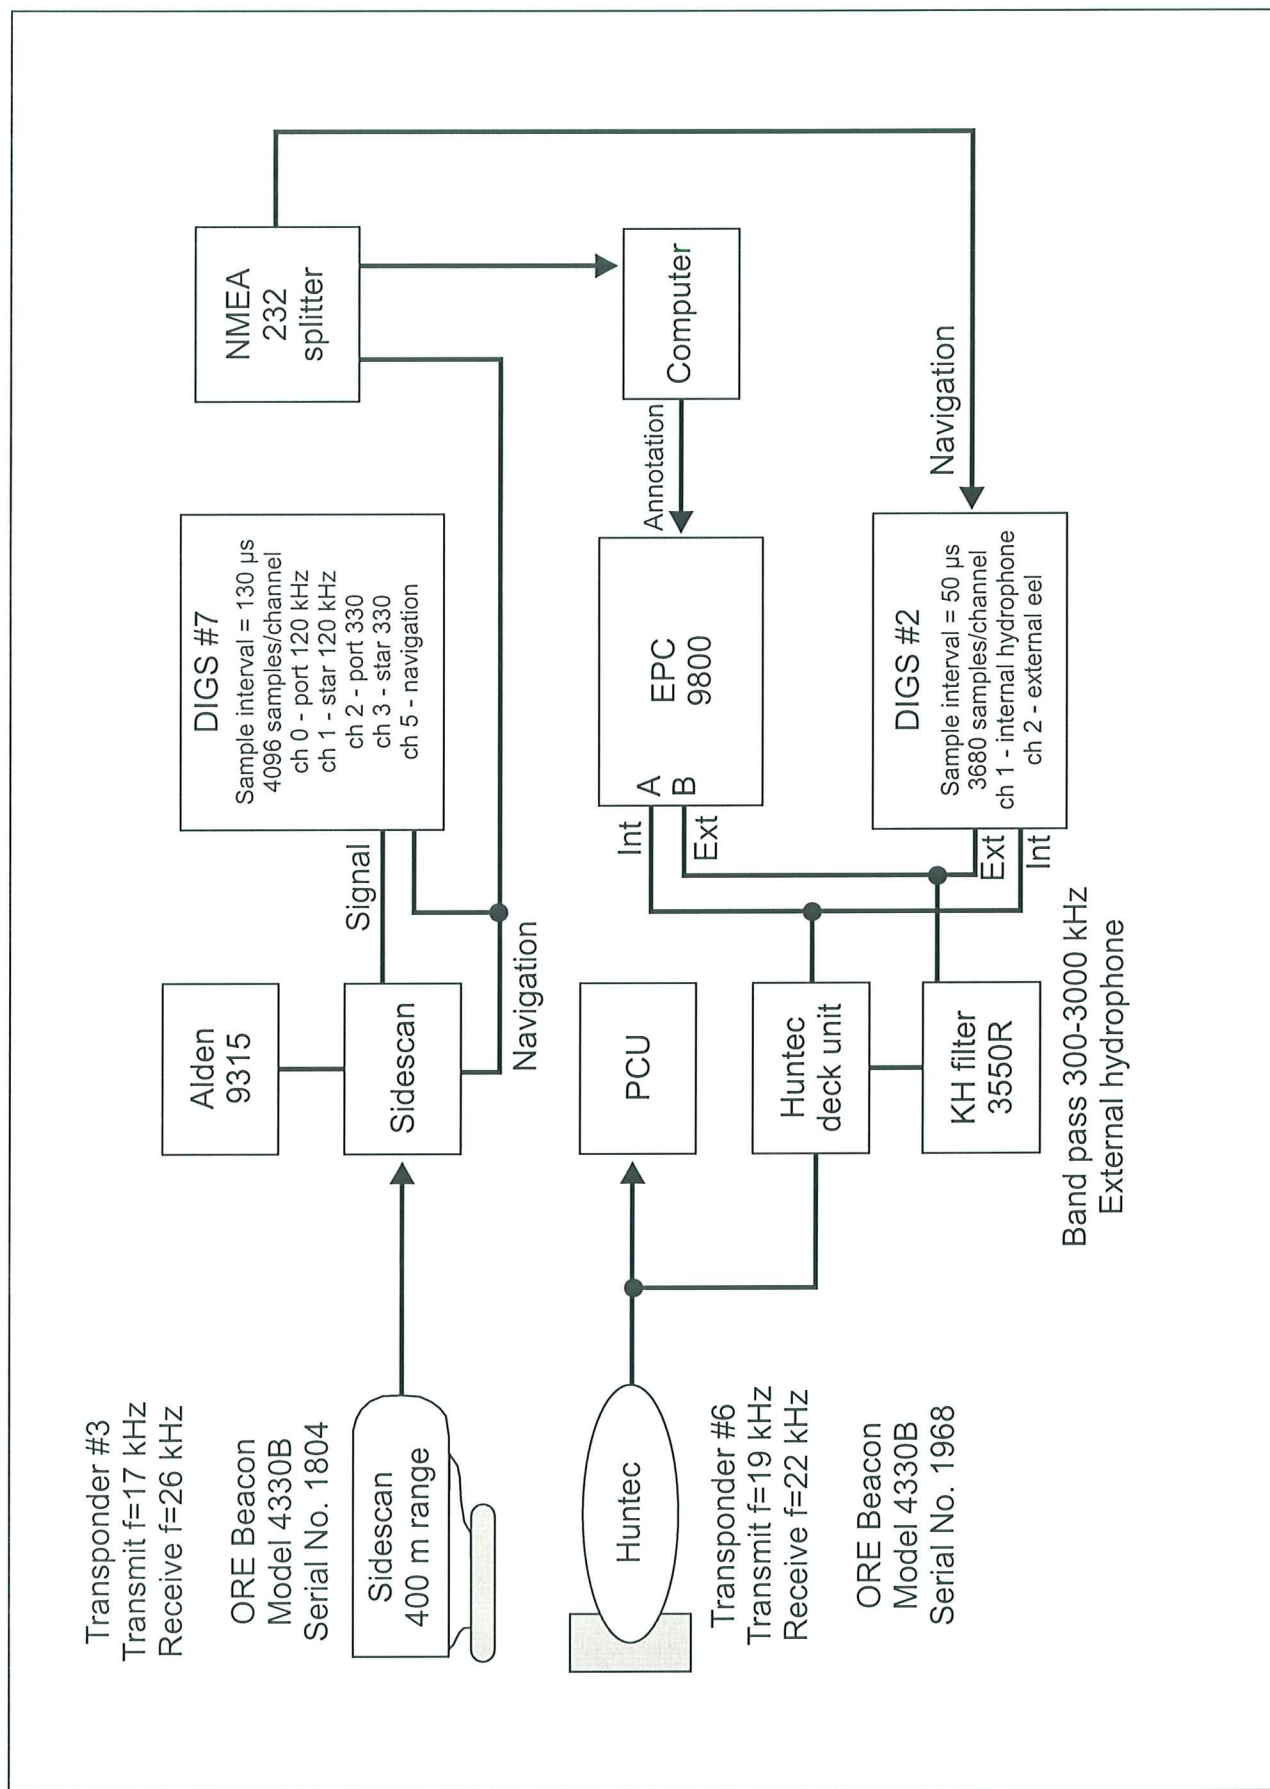 Transponder #3
Transmit f=17 kHz
Receive f=26 kHz
ORE Beacon
Model 4330B
Serial No. 1804
Sidescan
400 m range
Alden
9315
Sidescan
Signal
Navigation
DIGS #7
Sample interval = 130 µs
4096 samples/channel
ch 0 - port 120 kHz
ch 1 - star 120 kHz
ch 2 - port 330
ch 3 - star 330
ch 5 - navigation
NMEA
232
splitter
Huntec
Transponder #6
Transmit f=19 kHz
Receive f=22 kHz
ORE Beacon
Model 4330B
Serial No. 1968
PCU
Huntec
deck unit
KH filter
3550R
Band pass 300-3000 kHz
External hydrophone
Int
A
B
Ext
EPC
9800
Annotation
Computer
Ext
Int
DIGS #2
Sample interval = 50 µs
3680 samples/channel
ch 1 - internal hydrophone
ch 2 - external eel
Navigation